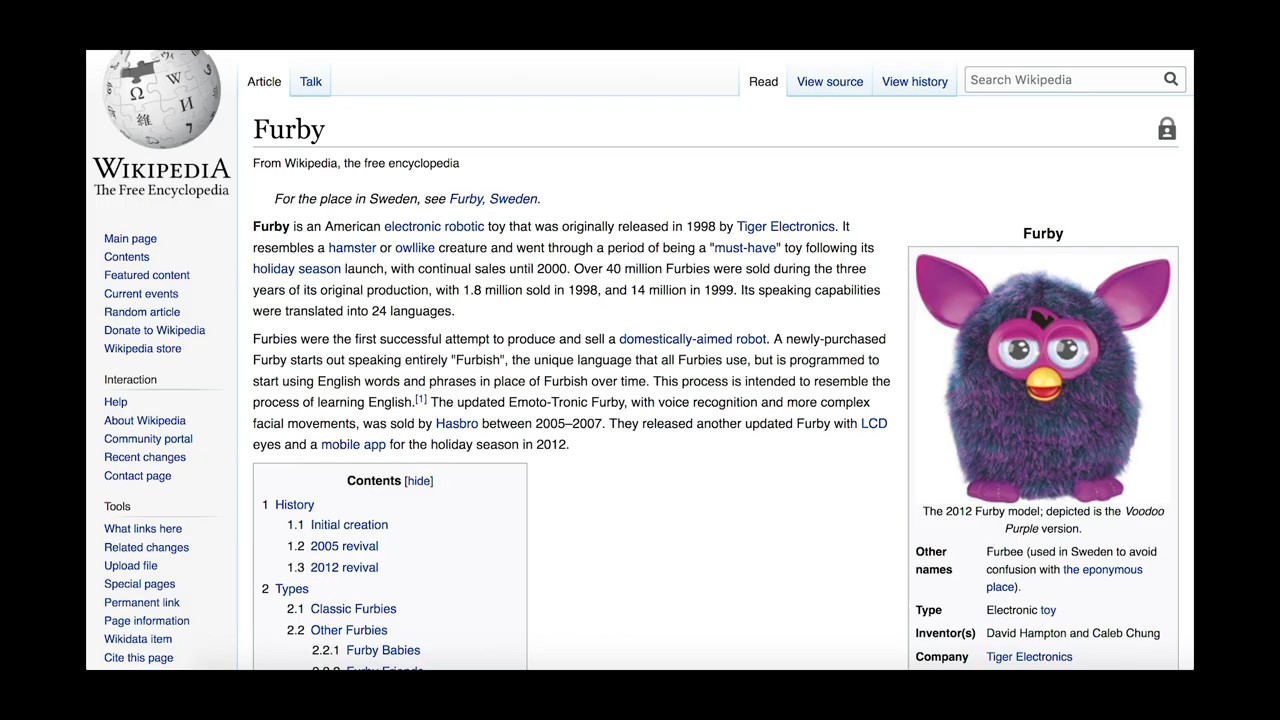 WIKIPEDIA
The Free Encyclopedia
Main page
Contents
Featured content
Current events
Random article
Donate to Wikipedia
Wikipedia store
Interaction
Help
About Wikipedia
Community portal
Recent changes
Contact page
Tools
What links here
Related changes
Upload file
Special pages
Permanent link
Page information
Wikidata item
Cite this page
Article Talk
Read View source View history
Search Wikipedia
Furby
From Wikipedia, the free encyclopedia
For the place in Sweden, see Furby, Sweden.
Furby is an American electronic robotic toy that was originally released in 1998 by Tiger Electronics. It
resembles a hamster or owllike creature and went through a period of being a "must-have" toy following its
holiday season launch, with continual sales until 2000. Over 40 million Furbies were sold during the three
years of its original production, with 1.8 million sold in 1998, and 14 million in 1999. Its speaking capabilities
were translated into 24 languages.
Furbies were the first successful attempt to produce and sell a domestically-aimed robot. A newly-purchased
Furby starts out speaking entirely "Furbish", the unique language that all Furbies use, but is programmed to
start using English words and phrases in place of Furbish over time. This process is intended to resemble the
process of learning English.[1] The updated Emoto-Tronic Furby, with voice recognition and more complex
facial movements, was sold by Hasbro between 2005–2007. They released another updated Furby with LCD
eyes and a mobile app for the holiday season in 2012.
Contents [hide]
1 History
1.1 Initial creation
1.2 2005 revival
1.3 2012 revival
2 Types
2.1 Classic Furbies
2.2 Other Furbies
2.2.1 Furby Babies
2.2.2 Furby Friends
Furby
The 2012 Furby model; depicted is the Voodoo
Purple version.
Other names Furbee (used in Sweden to avoid
confusion with the eponymous
place).
Type Electronic toy
Inventor(s) David Hampton and Caleb Chung
Company Tiger Electronics